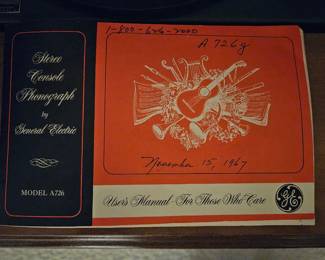 1-800-626-2000
A 726y
Stereo
Console
Phonograph
by
General Electric
MODEL A726
November 15, 1967
User's Manual - For Those Who Care
GE